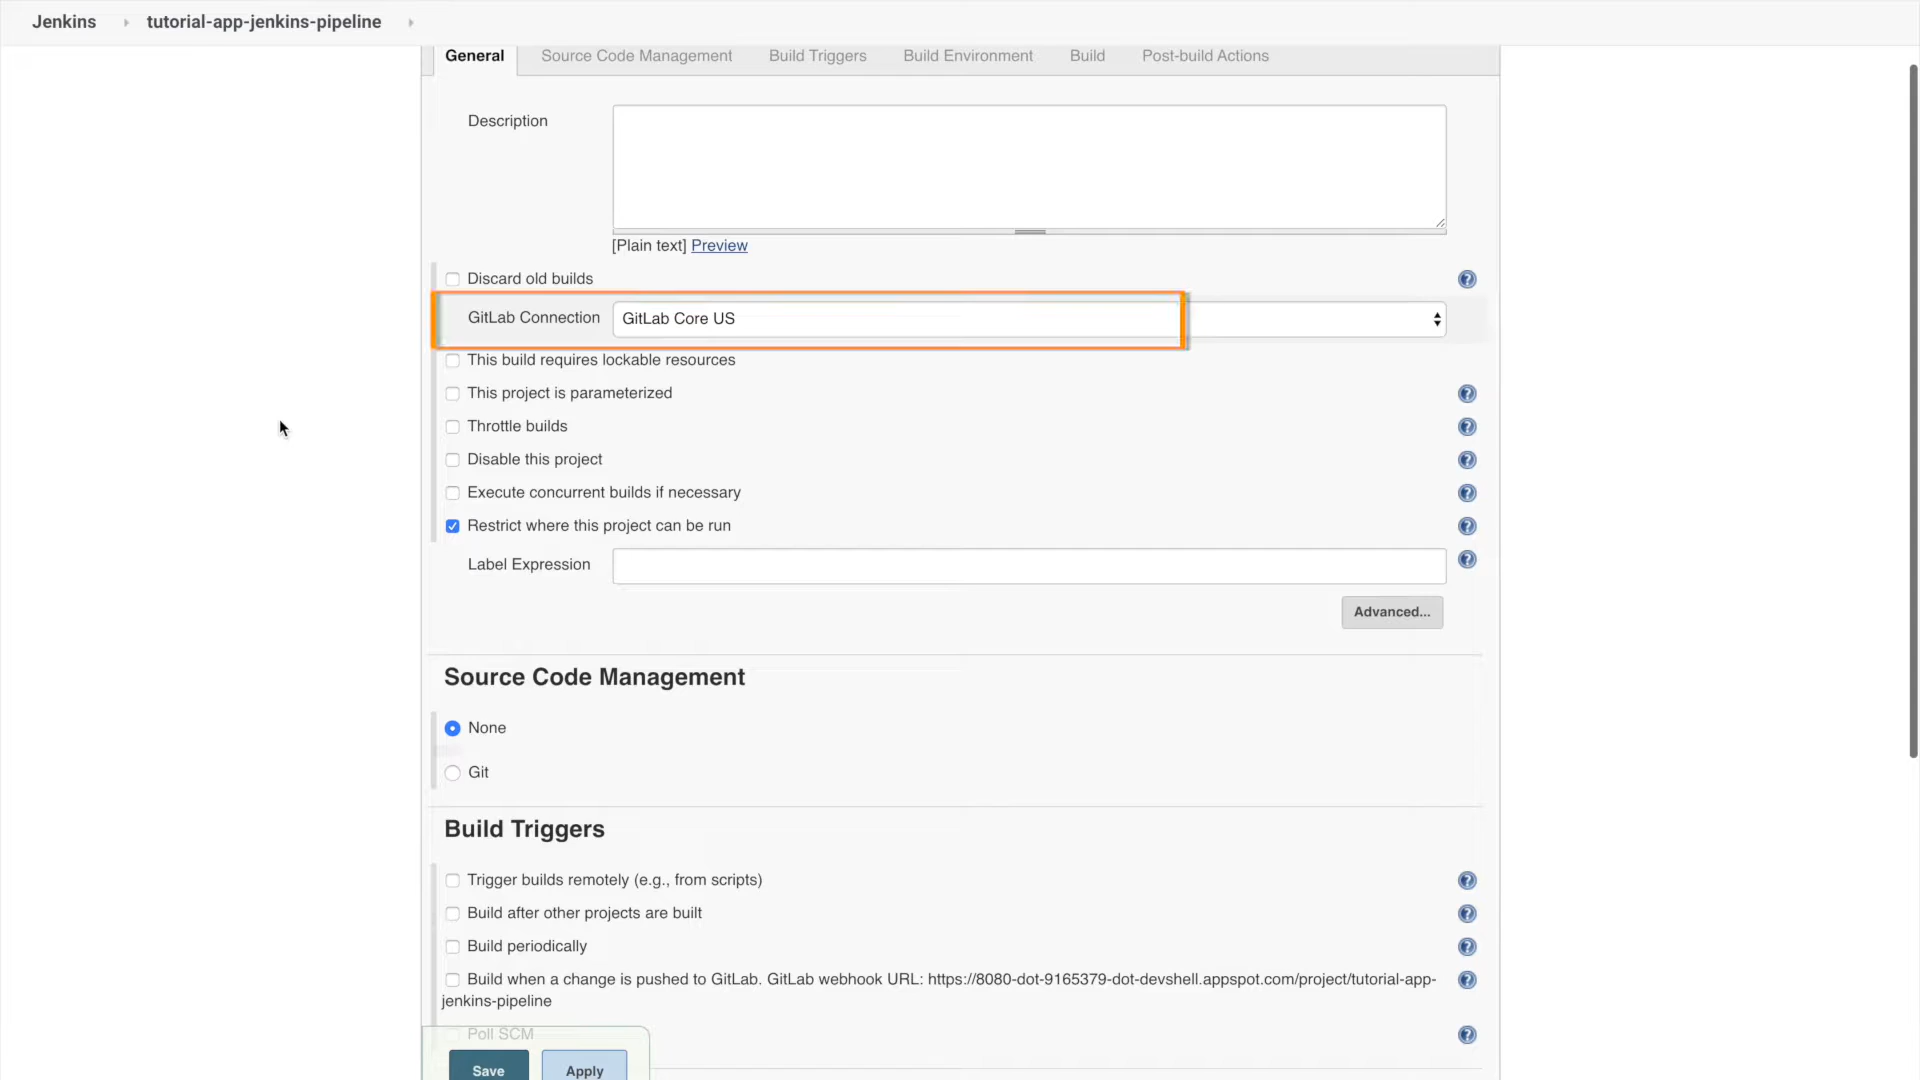 Jenkins
tutorial-app-jenkins-pipeline
General
Source Code Management
Build Triggers
Build Environment
Build
Post-build Actions
Description
[Plain text] Preview
Discard old builds
GitLab Connection
GitLab Core US
This build requires lockable resources
This project is parameterized
Throttle builds
Disable this project
Execute concurrent builds if necessary
Restrict where this project can be run
Label Expression
Advanced...
Source Code Management
None
Git
Build Triggers
Trigger builds remotely (e.g., from scripts)
Build after other projects are built
Build periodically
Build when a change is pushed to GitLab. GitLab webhook URL: https://8080-dot-9165379-dot-devshell.appspot.com/project/tutorial-app-
jenkins-pipeline
Poll SCM
Save
Apply